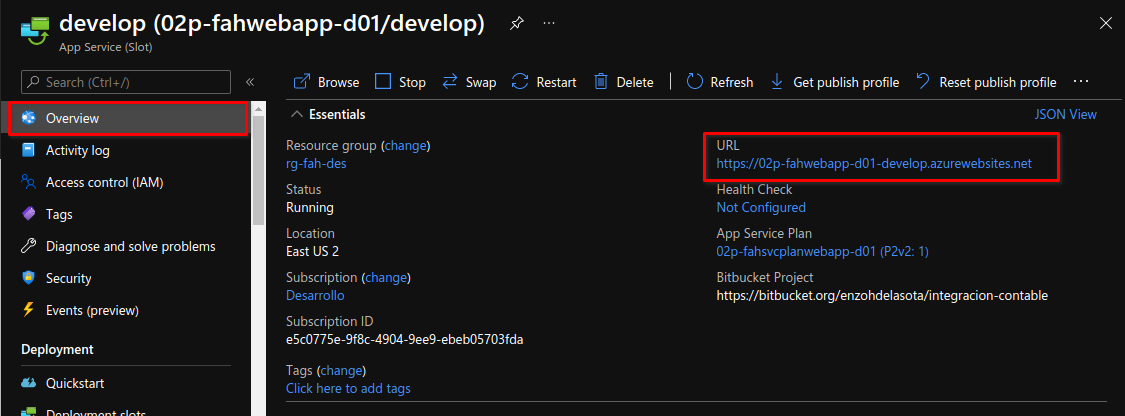 develop (02p-fahwebapp-d01/develop)
App Service (Slot)
Search (Ctrl+/)
Overview
Activity log
Access control (IAM)
Tags
Diagnose and solve problems
Security
Events (preview)
Deployment
Quickstart
Deployment slots
Browse Stop Swap Restart Delete Refresh Get publish profile Reset publish profile
Essentials JSON View
Resource group (change)
rg-fah-des
Status
Running
Location
East US 2
Subscription (change)
Desarrollo
Subscription ID
e5c0775e-9f8c-4904-9ee9-ebeb05703fda
Tags (change)
Click here to add tags
URL
https://02p-fahwebapp-d01-develop.azurewebsites.net
Health Check
Not Configured
App Service Plan
02p-fahsvcplanwebapp-d01 (P2v2: 1)
Bitbucket Project
https://bitbucket.org/enzohdelasota/integracion-contable